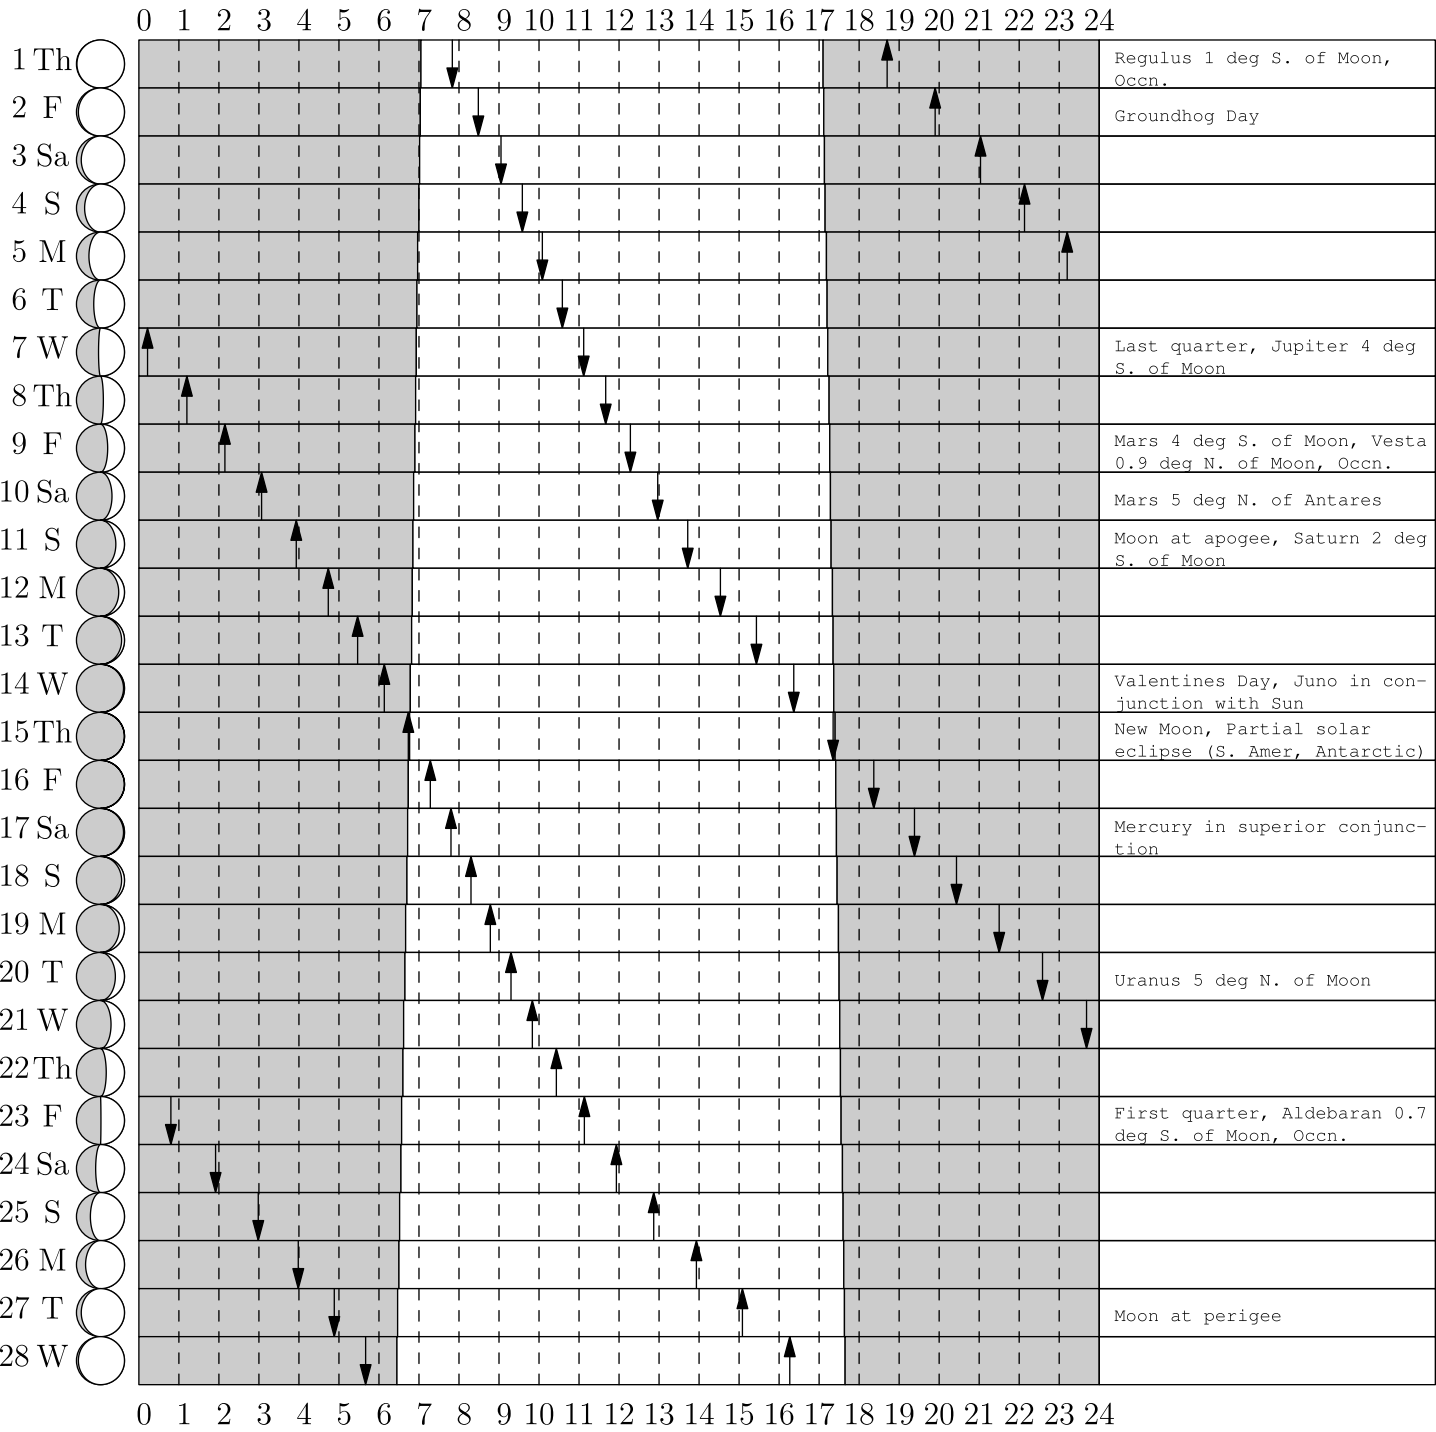 0 1 2 3 4 5 6 7 8 9 10 11 12 13 14 15 16 17 18 19 20 21 22 23 24
1 Th Regulus 1 deg S. of Moon,
Occn.
2 F Groundhog Day
3 Sa
4 S
5 M
6 T
7 W Last quarter, Jupiter 4 deg
S. of Moon
8 Th
9 F Mars 4 deg S. of Moon, Vesta
0.9 deg N. of Moon, Occn.
10 Sa Mars 5 deg N. of Antares
11 S Moon at apogee, Saturn 2 deg
S. of Moon
12 M
13 T
14 W Valentines Day, Juno in con-
junction with Sun
15 Th New Moon, Partial solar
eclipse (S. Amer, Antarctic)
16 F
17 Sa Mercury in superior conjunc-
tion
18 S
19 M
20 T Uranus 5 deg N. of Moon
21 W
22 Th
23 F First quarter, Aldebaran 0.7
deg S. of Moon, Occn.
24 Sa
25 S
26 M
27 T Moon at perigee
28 W
0 1 2 3 4 5 6 7 8 9 10 11 12 13 14 15 16 17 18 19 20 21 22 23 24